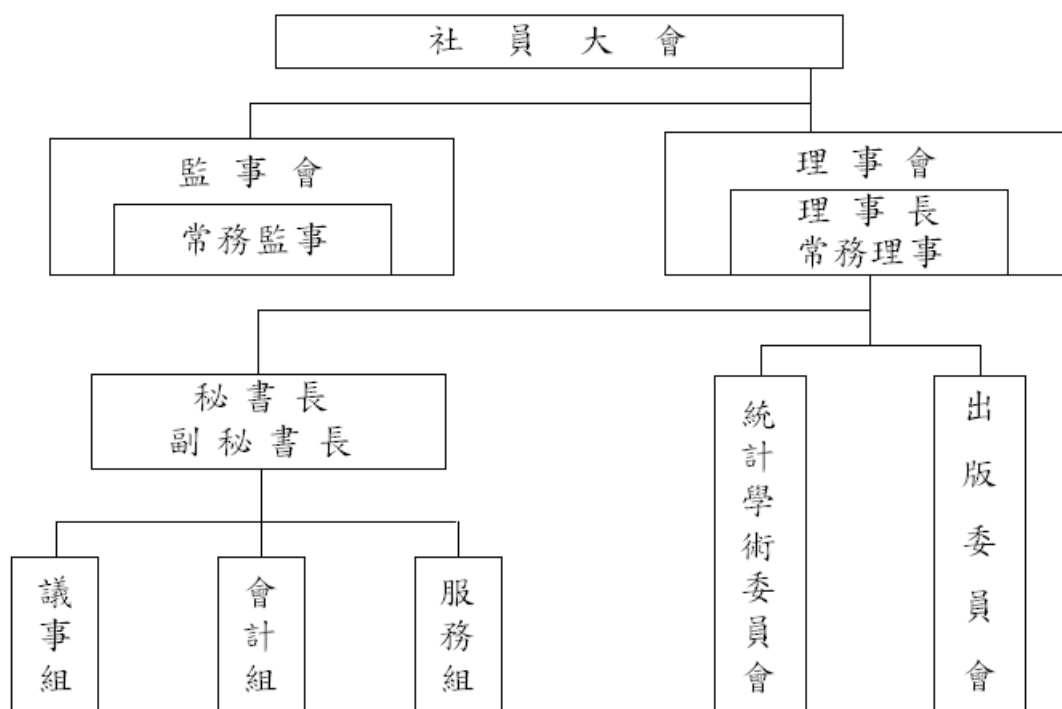 社員大會
監事會
常務監事
理事會
理事長
常務理事
秘書長
副秘書長
議事組
會計組
服務組
統計學術委員會
出版委員會